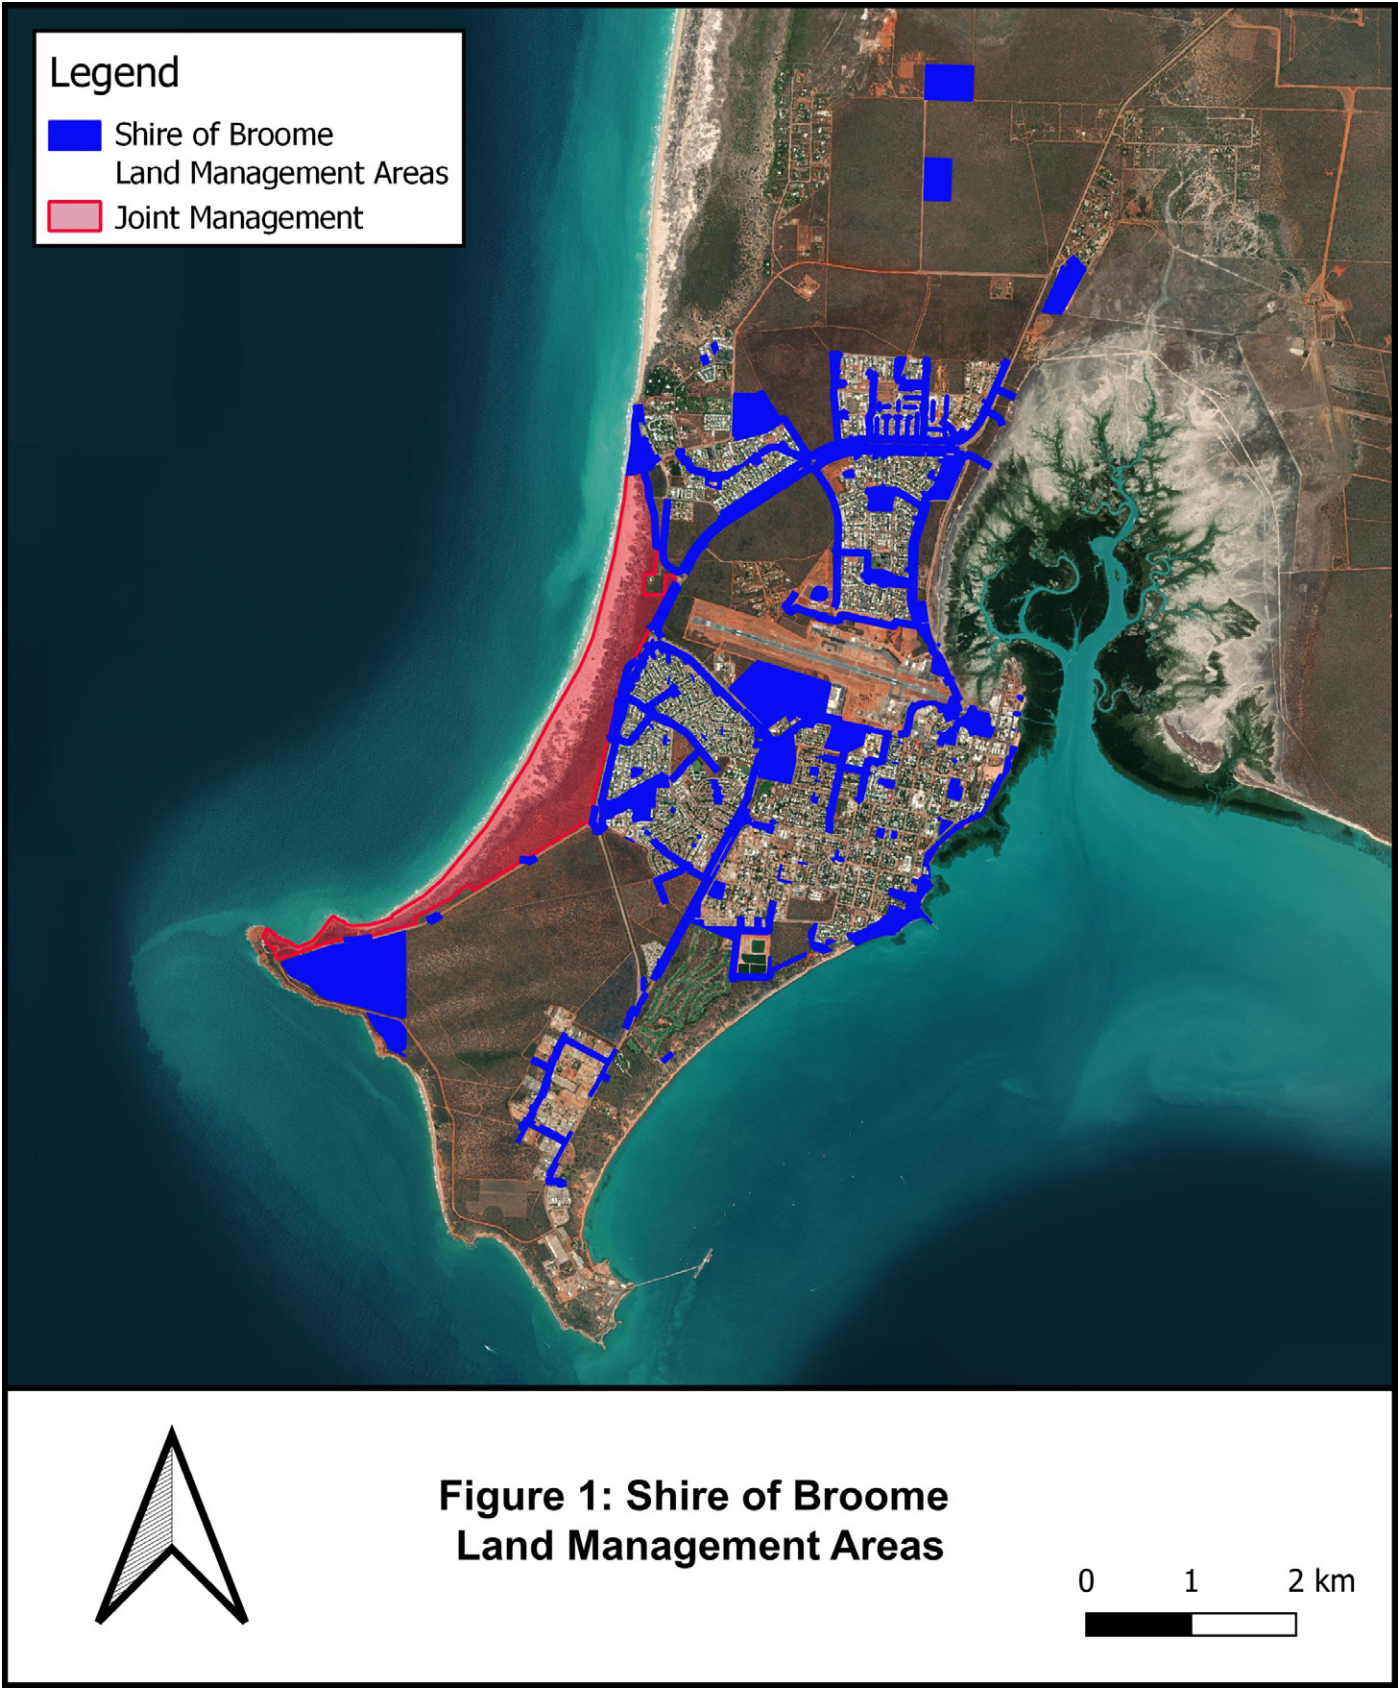 Legend
Shire of Broome
Land Management Areas
Joint Management
Figure 1: Shire of Broome
Land Management Areas
0 1 2 km